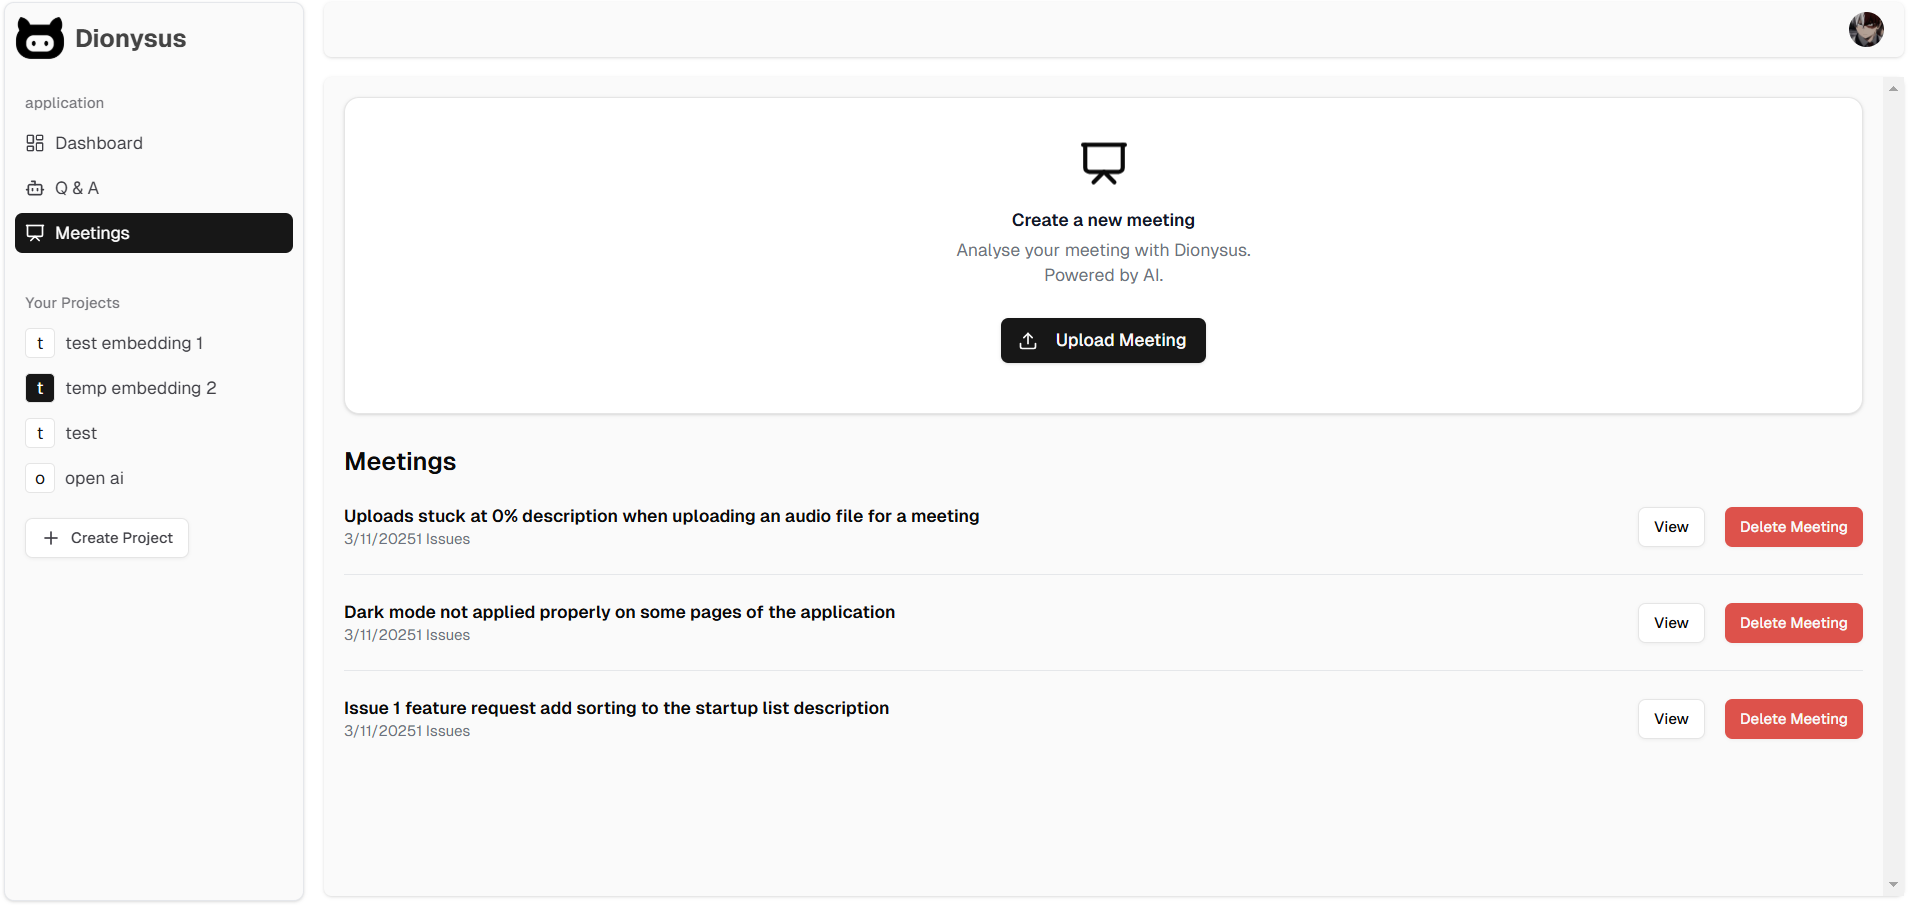 Dionysus
application
Dashboard
Q & A
Meetings
Your Projects
t test embedding 1
t temp embedding 2
t test
o open ai
Create Project
Create a new meeting
Analyse your meeting with Dionysus.
Powered by AI.
Upload Meeting
Meetings
Uploads stuck at 0% description when uploading an audio file for a meeting
3/11/20251 Issues
View Delete Meeting
Dark mode not applied properly on some pages of the application
3/11/20251 Issues
View Delete Meeting
Issue 1 feature request add sorting to the startup list description
3/11/20251 Issues
View Delete Meeting